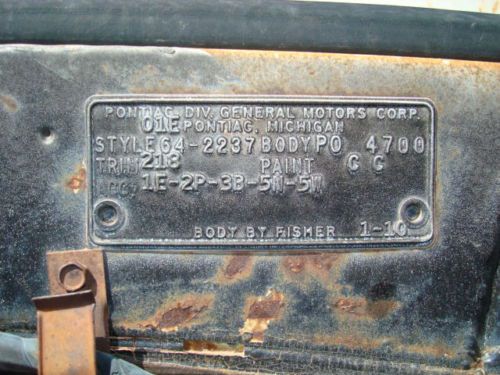 PONTIAC DIV. GENERAL MOTORS CORP.
01E PONTIAC, MICHIGAN
STYLE 64-2237 BODY PO 4700
TRIM 218 PAINT C C
ACC. 1E-2P-3B-5N-5W
BODY BY FISHER 1-10